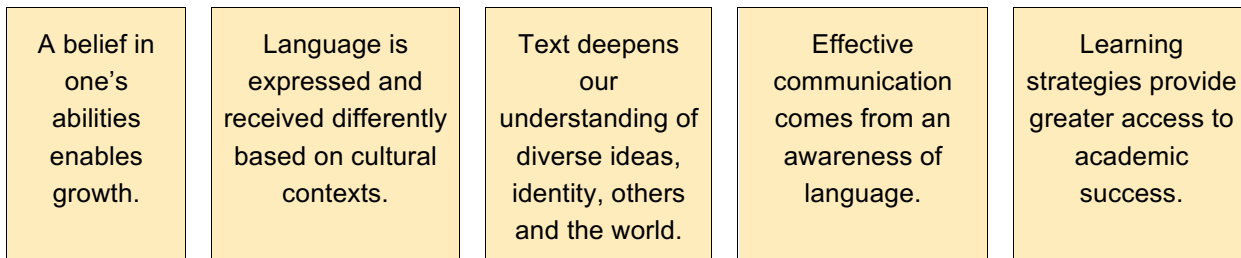 A belief in
one’s
abilities
enables
growth.
Language is
expressed and
received differently
based on cultural
contexts.
Text deepens
our
understanding of
diverse ideas,
identity, others
and the world.
Effective
communication
comes from an
awareness of
language.
Learning
strategies provide
greater access to
academic
success.